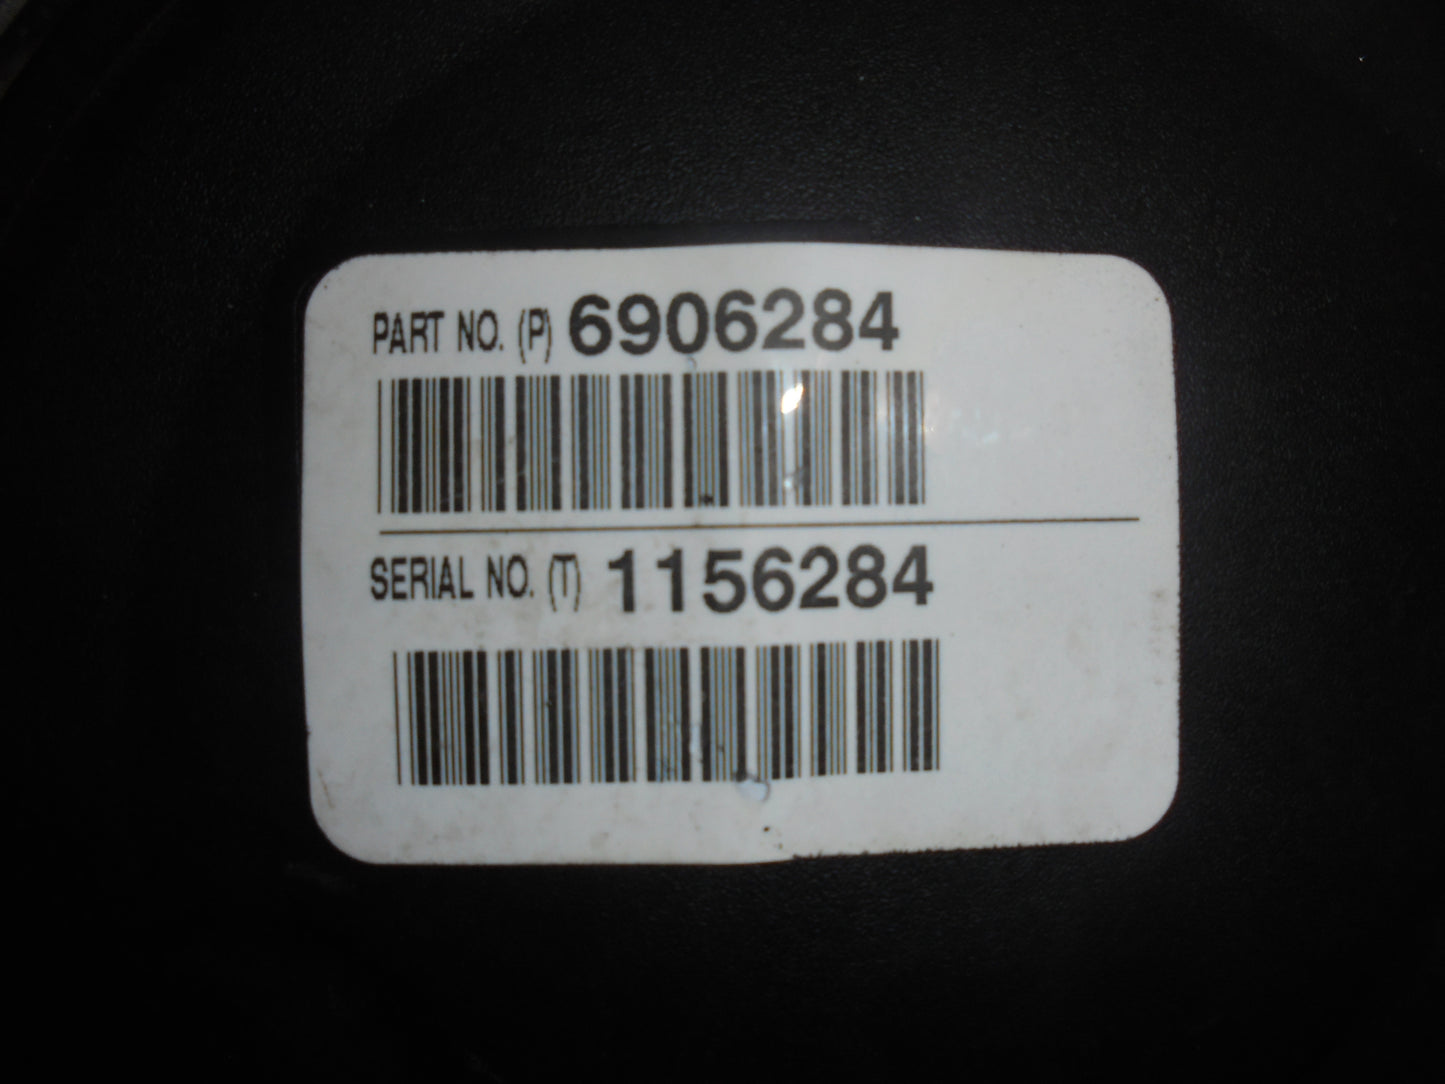 PART NO. (P) 6906284
SERIAL NO. (T) 1156284